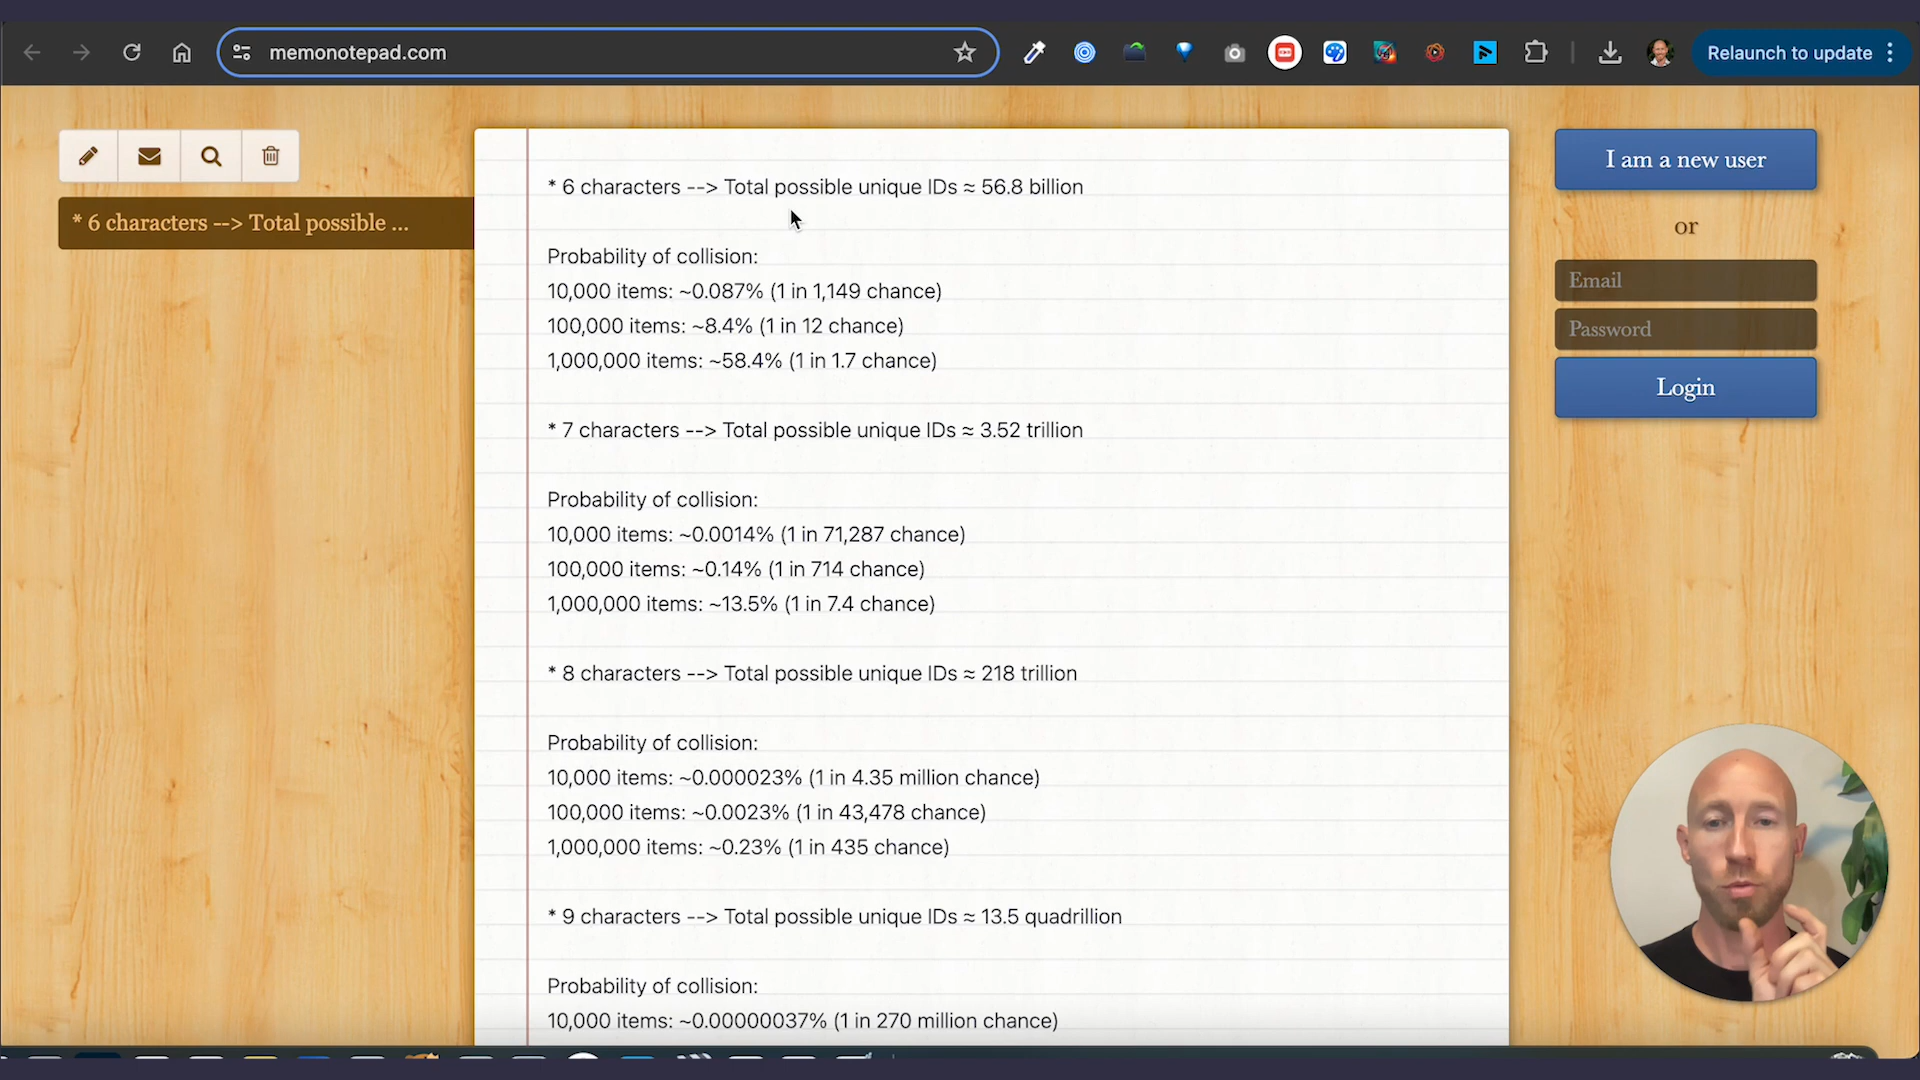 memonotepad.com
Relaunch to update
* 6 characters --> Total possible ...
* 6 characters --> Total possible unique IDs ≈ 56.8 billion
Probability of collision:
10,000 items: ~0.087% (1 in 1,149 chance)
100,000 items: ~8.4% (1 in 12 chance)
1,000,000 items: ~58.4% (1 in 1.7 chance)
* 7 characters --> Total possible unique IDs ≈ 3.52 trillion
Probability of collision:
10,000 items: ~0.0014% (1 in 71,287 chance)
100,000 items: ~0.14% (1 in 714 chance)
1,000,000 items: ~13.5% (1 in 7.4 chance)
* 8 characters --> Total possible unique IDs ≈ 218 trillion
Probability of collision:
10,000 items: ~0.000023% (1 in 4.35 million chance)
100,000 items: ~0.0023% (1 in 43,478 chance)
1,000,000 items: ~0.23% (1 in 435 chance)
* 9 characters --> Total possible unique IDs ≈ 13.5 quadrillion
Probability of collision:
10,000 items: ~0.00000037% (1 in 270 million chance)
I am a new user
or
Email
Password
Login